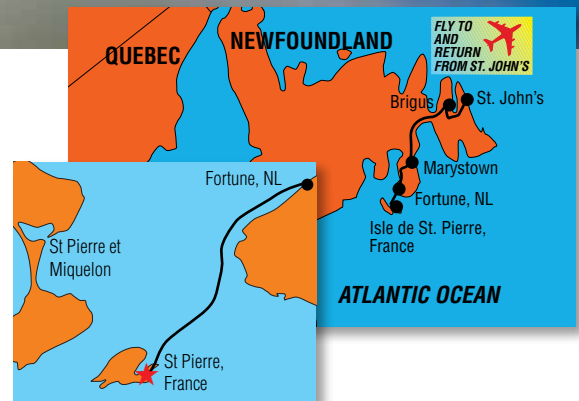 QUEBEC
NEWFOUNDLAND
FLY TO
AND
RETURN
FROM ST. JOHN'S
Brigus
St. John's
Marystown
Fortune, NL
Isle de St. Pierre,
France
ATLANTIC OCEAN
Fortune, NL
St Pierre et
Miquelon
St Pierre,
France